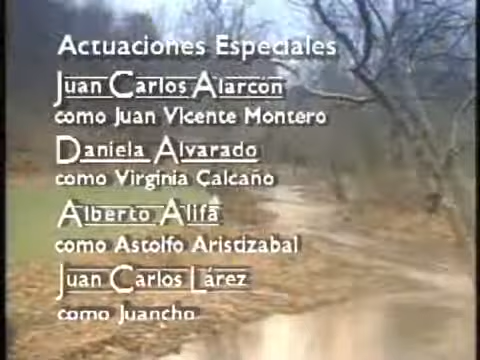 Actuaciones Especiales
Juan Carlos Alarcón
como Juan Vicente Montero
Daniela Alvarado
como Virginia Calcaño
Alberto Alifa
como Astolfo Aristizabal
Juan Carlos Lárez
como Juancho